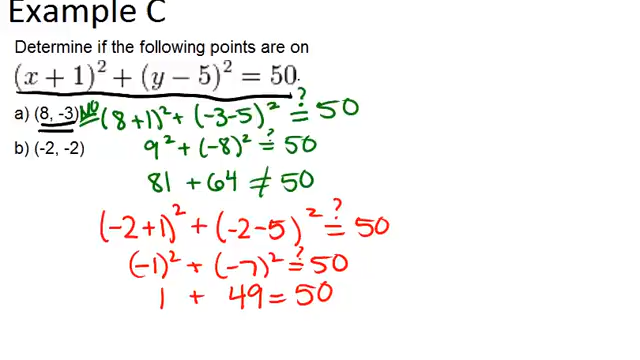 Example C
Determine if the following points are on
(x + 1)² + (y − 5)² = 50.
a) (8, -3) NO (8+1)² + (-3-5)² ≟ 50
9² + (-8)² ≟ 50
b) (-2, -2)
81 + 64 ≠ 50
(-2+1)² + (-2-5)² ≟ 50
(-1)² + (-7)² ≟ 50
1 + 49 = 50